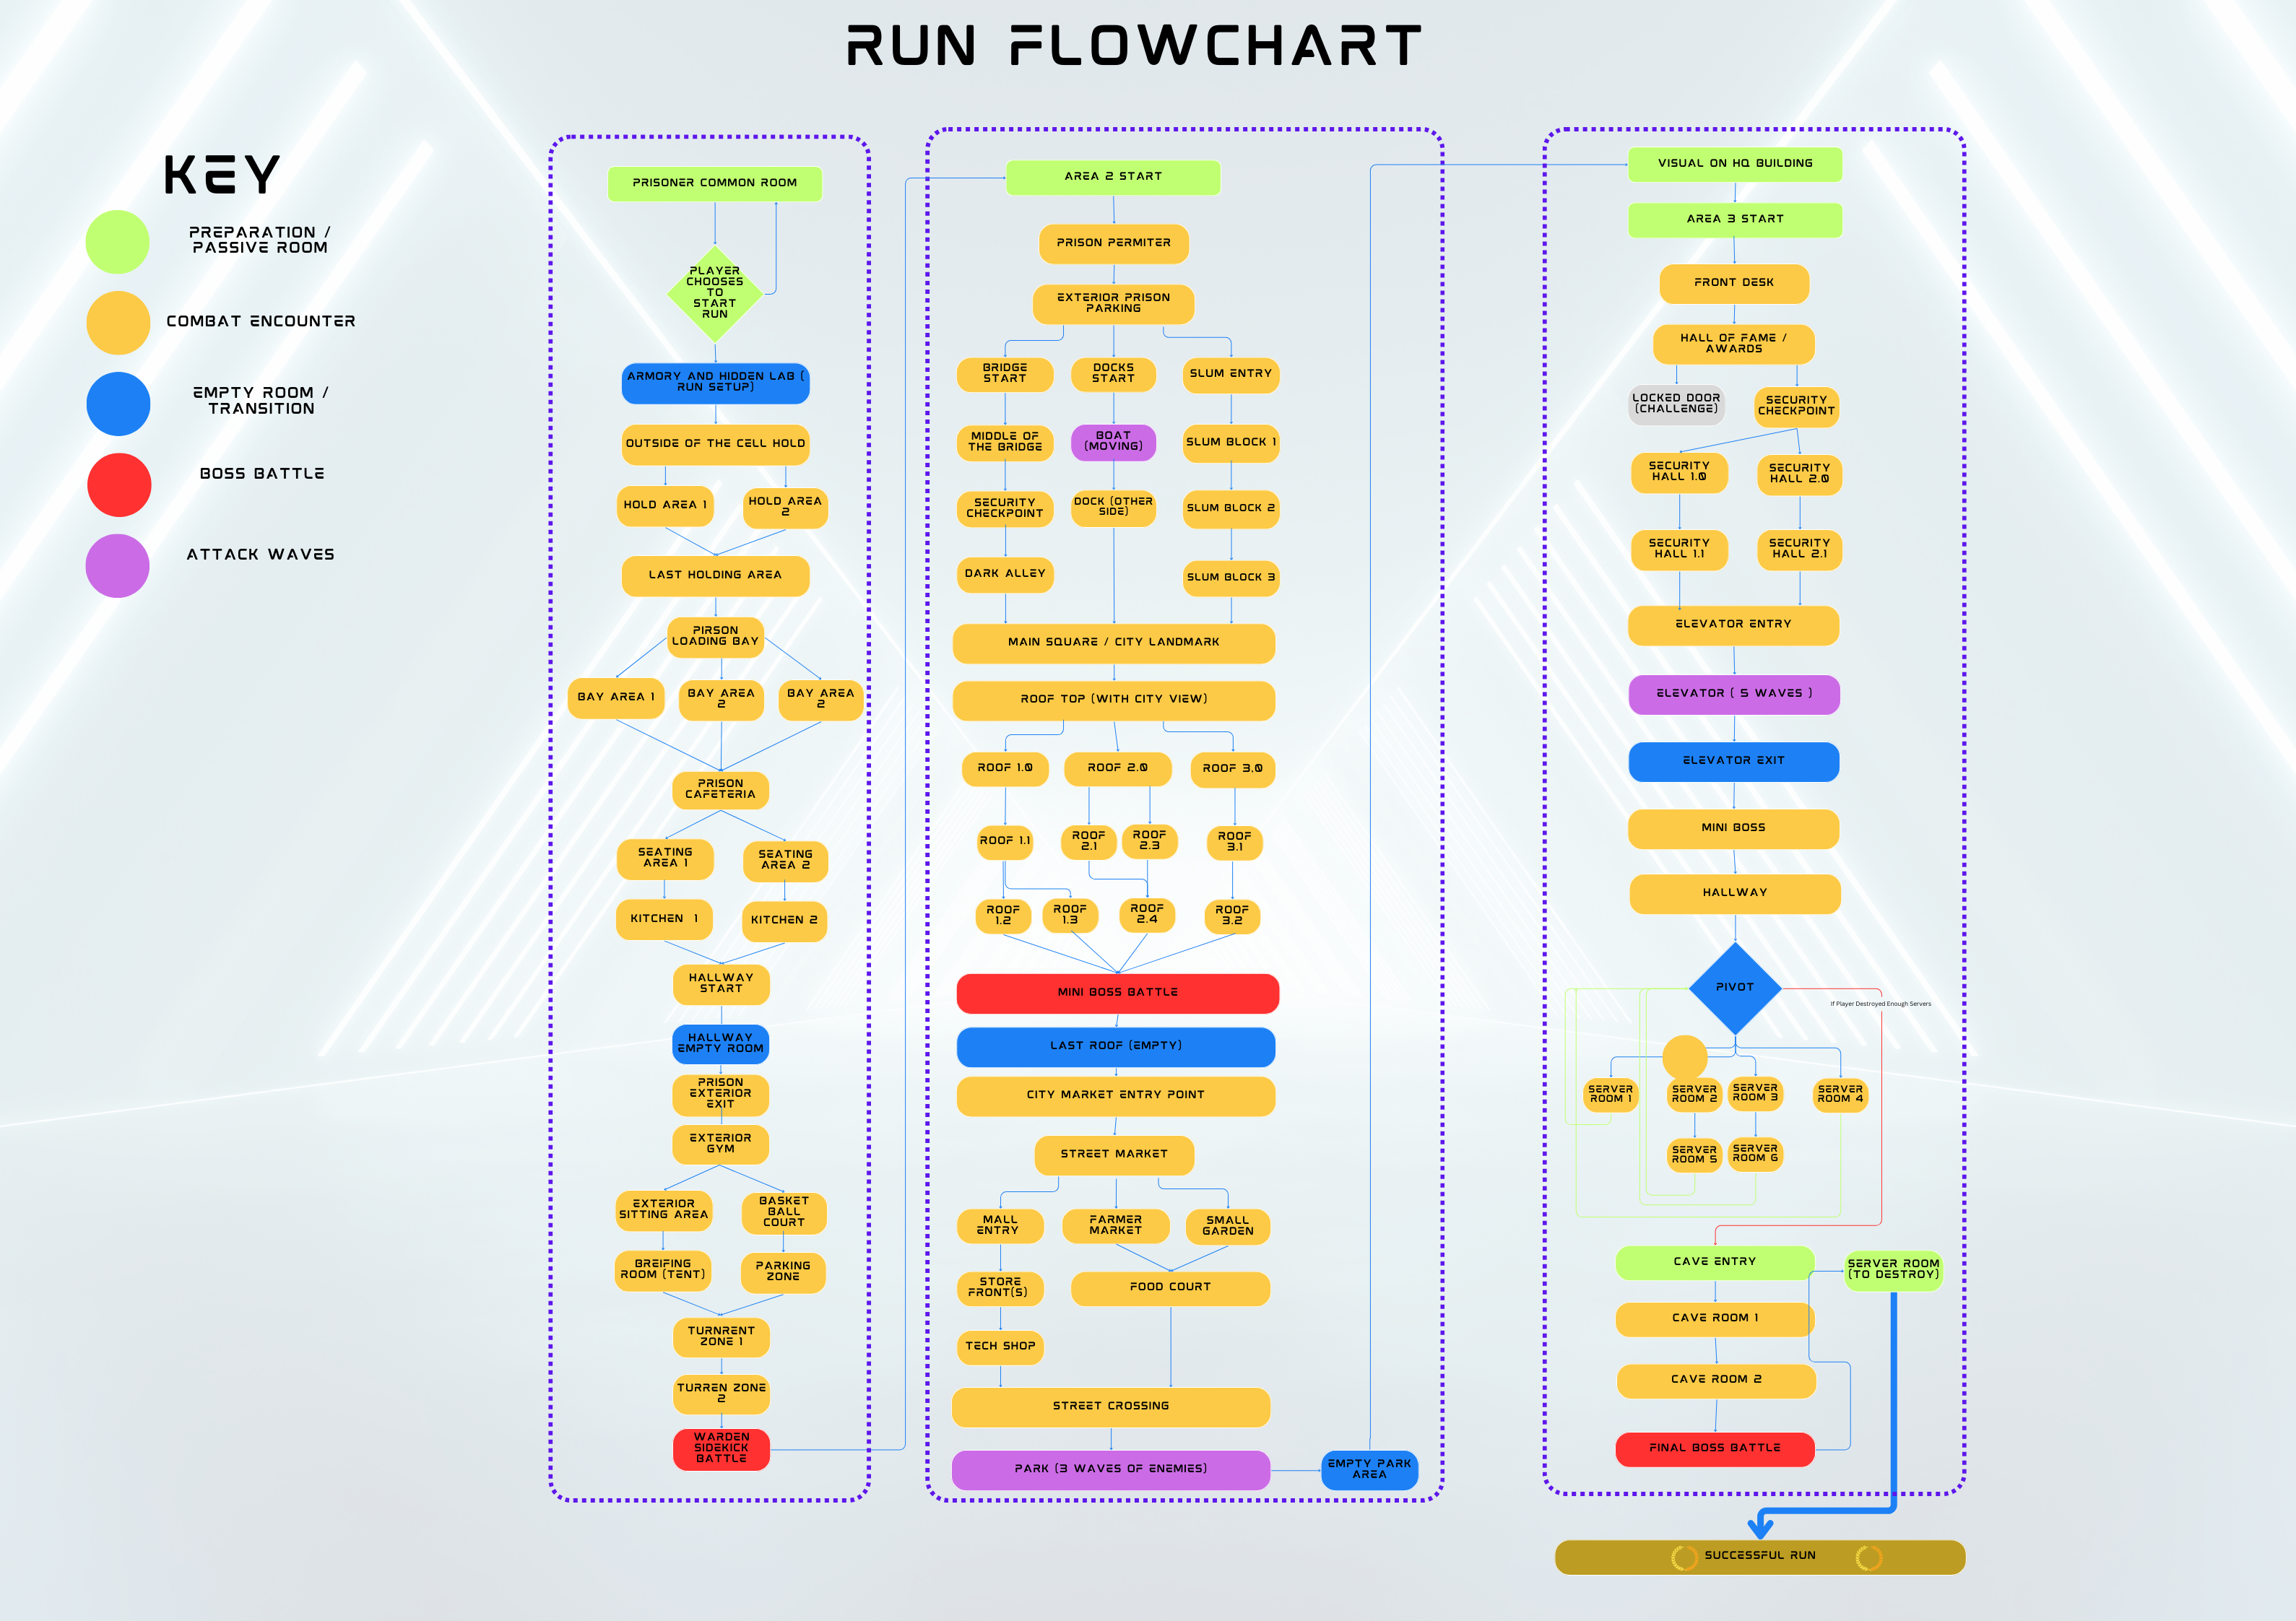 RUN FLOWCHART
KEY
PREPARATION /
PASSIVE ROOM
COMBAT ENCOUNTER
EMPTY ROOM /
TRANSITION
BOSS BATTLE
ATTACK WAVES
PRISONER COMMON ROOM
PLAYER
CHOOSES
TO
START
RUN
ARMORY AND HIDDEN LAB (
RUN SETUP)
OUTSIDE OF THE CELL HOLD
HOLD AREA 1
HOLD AREA
2
LAST HOLDING AREA
PIRSON
LOADING BAY
BAY AREA 1
BAY AREA
2
BAY AREA
2
PRISON
CAFETERIA
SEATING
AREA 1
SEATING
AREA 2
KITCHEN 1
KITCHEN 2
HALLWAY
START
HALLWAY
EMPTY ROOM
PRISON
EXTERIOR
EXIT
EXTERIOR
GYM
EXTERIOR
SITTING AREA
BASKET
BALL
COURT
BREIFING
ROOM (TENT)
PARKING
ZONE
TURNRENT
ZONE 1
TURREN ZONE
2
WARDEN
SIDEKICK
BATTLE
AREA 2 START
PRISON PERMITER
EXTERIOR PRISON
PARKING
BRIDGE
START
DOCKS
START
SLUM ENTRY
MIDDLE OF
THE BRIDGE
BOAT
(MOVING)
SLUM BLOCK 1
SECURITY
CHECKPOINT
DOCK (OTHER
SIDE)
SLUM BLOCK 2
DARK ALLEY
SLUM BLOCK 3
MAIN SQUARE / CITY LANDMARK
ROOF TOP (WITH CITY VIEW)
ROOF 1.0
ROOF 2.0
ROOF 3.0
ROOF 1.1
ROOF
2.1
ROOF
2.3
ROOF
3.1
ROOF
1.2
ROOF
1.3
ROOF
2.4
ROOF
3.2
MINI BOSS BATTLE
LAST ROOF (EMPTY)
CITY MARKET ENTRY POINT
STREET MARKET
MALL
ENTRY
FARMER
MARKET
SMALL
GARDEN
STORE
FRONT(S)
FOOD COURT
TECH SHOP
STREET CROSSING
PARK (3 WAVES OF ENEMIES)
EMPTY PARK
AREA
VISUAL ON HQ BUILDING
AREA 3 START
FRONT DESK
HALL OF FAME /
AWARDS
LOCKED DOOR
(CHALLENGE)
SECURITY
CHECKPOINT
SECURITY
HALL 1.0
SECURITY
HALL 2.0
SECURITY
HALL 1.1
SECURITY
HALL 2.1
ELEVATOR ENTRY
ELEVATOR ( 5 WAVES )
ELEVATOR EXIT
MINI BOSS
HALLWAY
PIVOT
If Player Destroyed Enough Servers
SERVER
ROOM 1
SERVER
ROOM 2
SERVER
ROOM 3
SERVER
ROOM 4
SERVER
ROOM 5
SERVER
ROOM 6
CAVE ENTRY
SERVER ROOM
(TO DESTROY)
CAVE ROOM 1
CAVE ROOM 2
FINAL BOSS BATTLE
SUCCESSFUL RUN